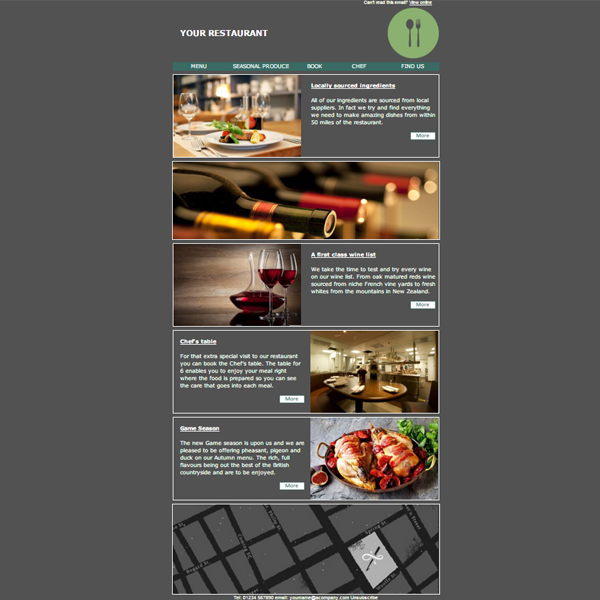 Can't read this email? View online
YOUR RESTAURANT
MENU SEASONAL PRODUCE BOOK CHEF FIND US
Locally sourced ingredients
All of our ingredients are sourced from local
suppliers. In fact we try and find everything
we need to make amazing dishes from within
50 miles of the restaurant.
More
A first class wine list
We take the time to test and try every wine
on our wine list. From oak matured reds wine
sourced from niche French vine yards to fresh
whites from the mountains in New Zealand.
More
Chef's table
For that extra special visit to our restaurant
you can book the Chef's table. The table for
6 enables you to enjoy your meal right
where the food is prepared so you can see
the care that goes into each meal.
More
Game Season
The new Game season is upon us and we are
pleased to be offering pheasant, pigeon and
duck on our Autumn menu. The rich, full
flavours being out the best of the British
countryside and are to be enjoyed.
More
Tel: 01234 567890 email: yourname@acompany.com Unsubscribe